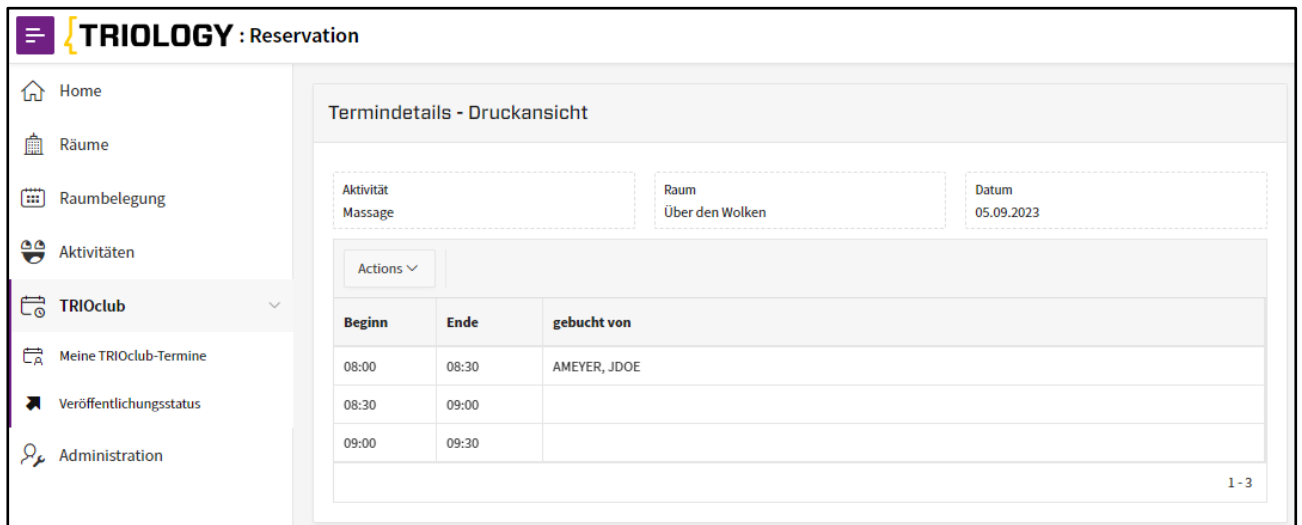 TRIOLOGY : Reservation
Home
Räume
Raumbelegung
Aktivitäten
TRIOclub
Meine TRIOclub-Termine
Veröffentlichungsstatus
Administration
Termindetails - Druckansicht
Aktivität Raum Datum
Massage Über den Wolken 05.09.2023
Actions
Beginn Ende gebucht von
08:00 08:30 AMEYER, JDOE
08:30 09:00
09:00 09:30
1 - 3